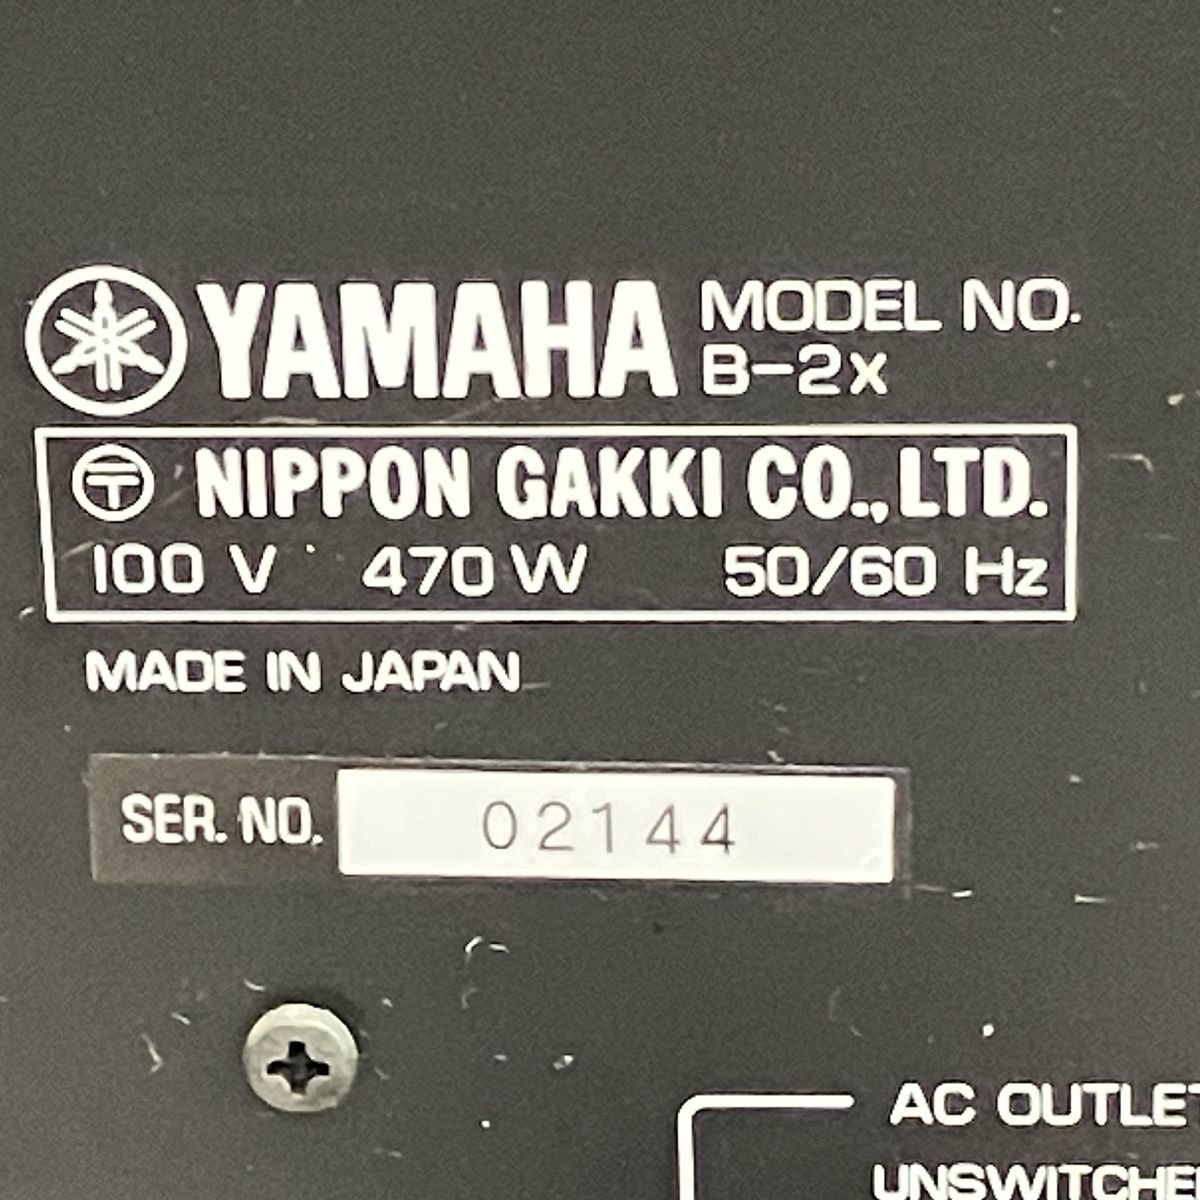 YAMAHA MODEL NO.
B-2x
〶 NIPPON GAKKI CO., LTD.
100 V 470 W 50/60 Hz
MADE IN JAPAN
SER. NO. 02144
AC OUTLET
UNSWITCHE